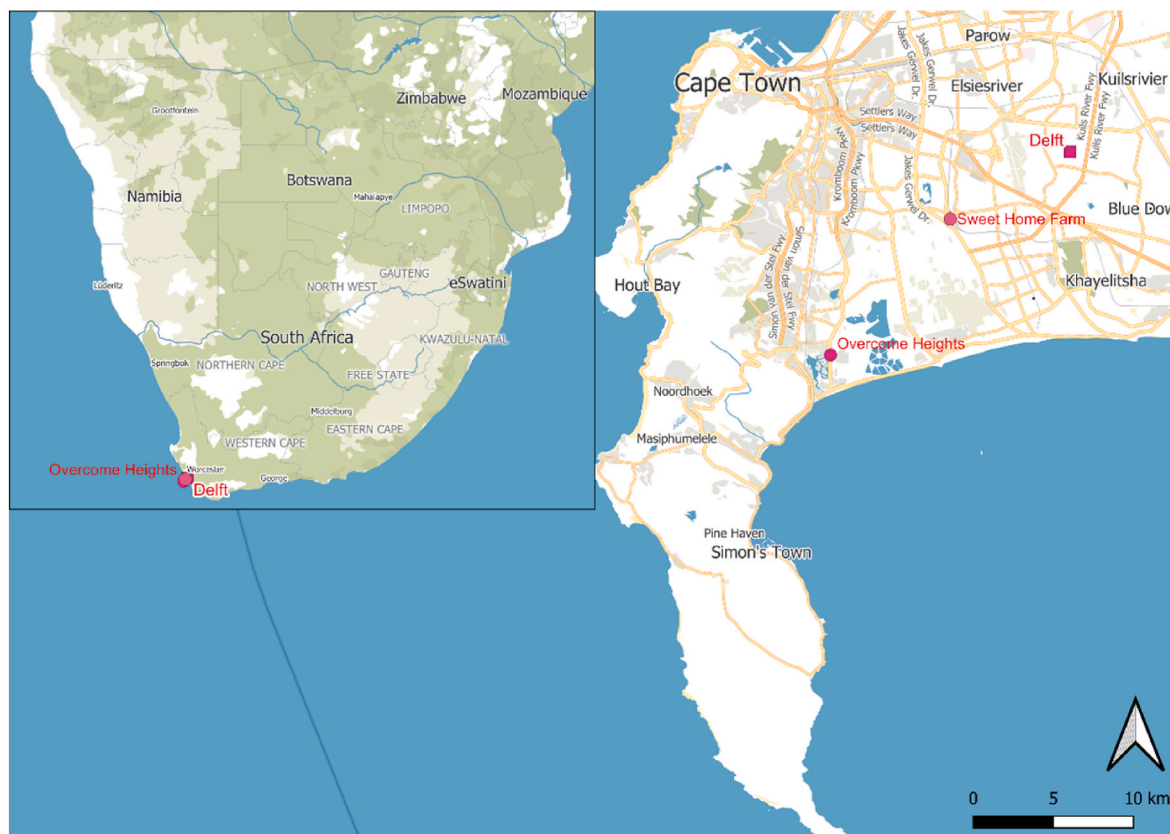 Grootfontein
Zimbabwe
Mozambique
Namibia
Botswana
Mahalapye
LIMPOPO
Lüderitz
GAUTENG
NORTH WEST
eSwatini
South Africa
KWAZULU-NATAL
Springbok
NORTHERN CAPE
FREE STATE
Middelburg
EASTERN CAPE
WESTERN CAPE
Overcome Heights
Worcester
George
Delft
Parow
Cape Town
Jakes Gerwel Dr.
Jakes Gerwel Dr.
Elsiesriver
Kuilsrivier
Settlers Way
Settlers Way
Kuils River Fwy
Kuils River Fwy
Delft
Kromboom Pkwy
Kromboom Pkwy
Jakes Gerwel Dr.
Sweet Home Farm
Blue Dow
Simon van der Stel Fwy
Simon van der Stel Fwy
Khayelitsha
Hout Bay
Overcome Heights
Noordhoek
Masiphumelele
Pine Haven
Simon's Town
0 5 10 km